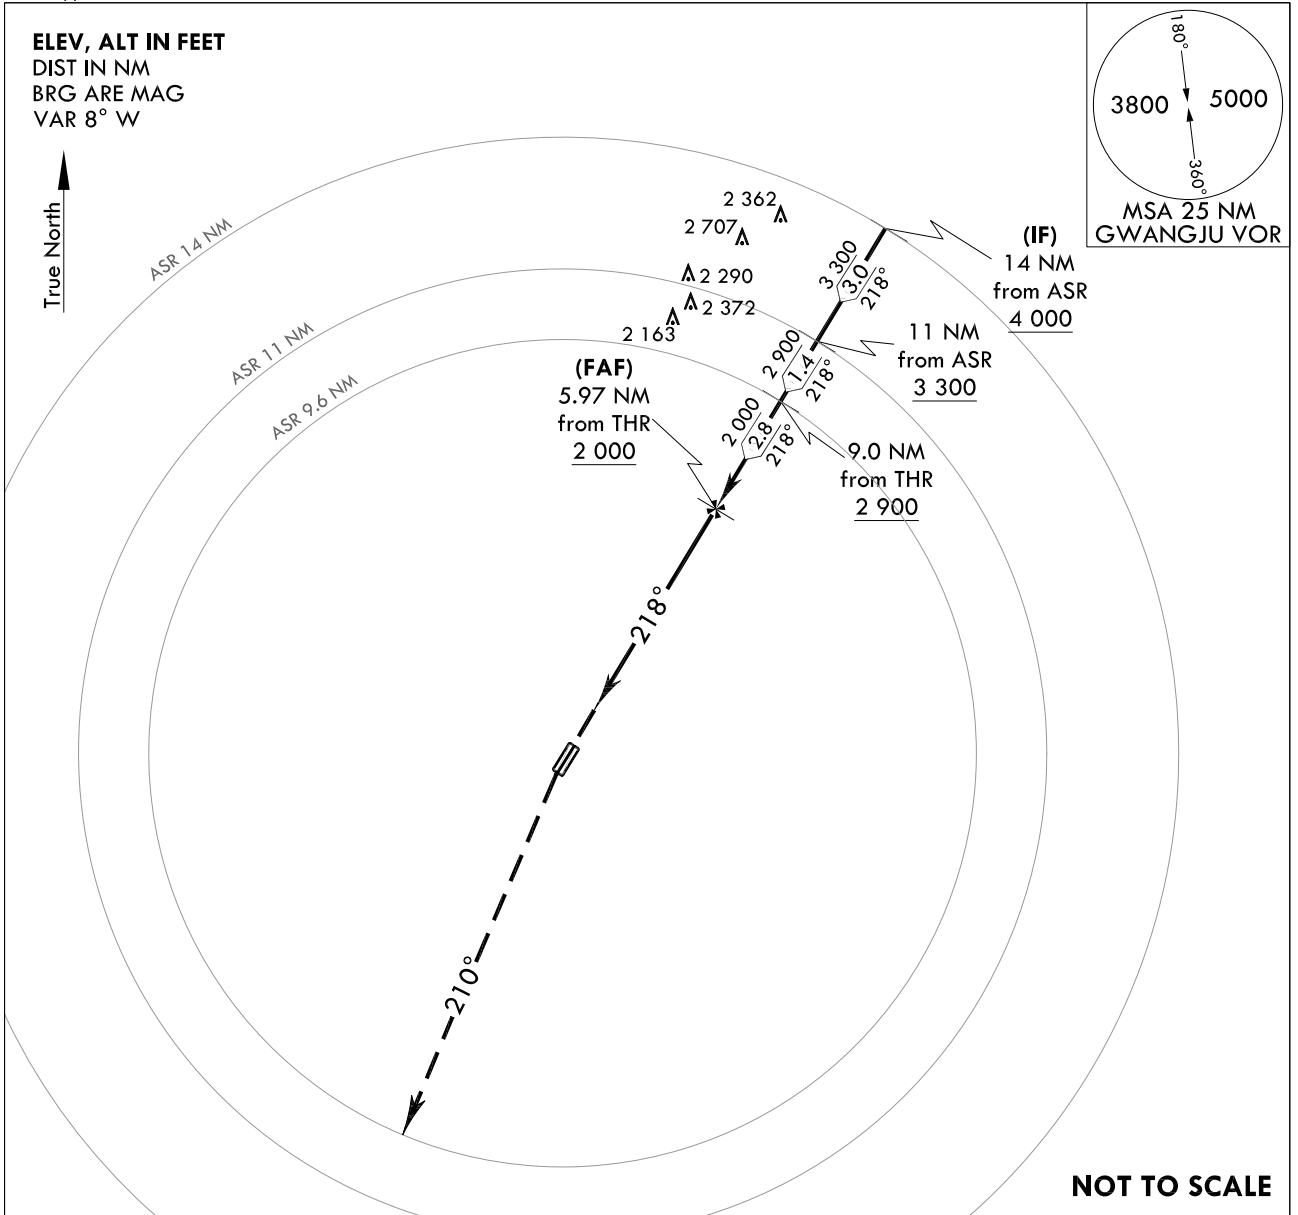 ELEV, ALT IN FEET
DIST IN NM
BRG ARE MAG
VAR 8° W
True North
180°
3800
5000
360°
MSA 25 NM
GWANGJU VOR
ASR 14 NM
ASR 11 NM
ASR 9.6 NM
2 362
2 707
2 290
2 372
2 163
(IF)
14 NM
from ASR
4 000
3 300
3.0
218°
11 NM
from ASR
3 300
2 900
1.4
218°
(FAF)
5.97 NM
from THR
2 000
2 000
2.8
218°
9.0 NM
from THR
2 900
218°
210°
NOT TO SCALE